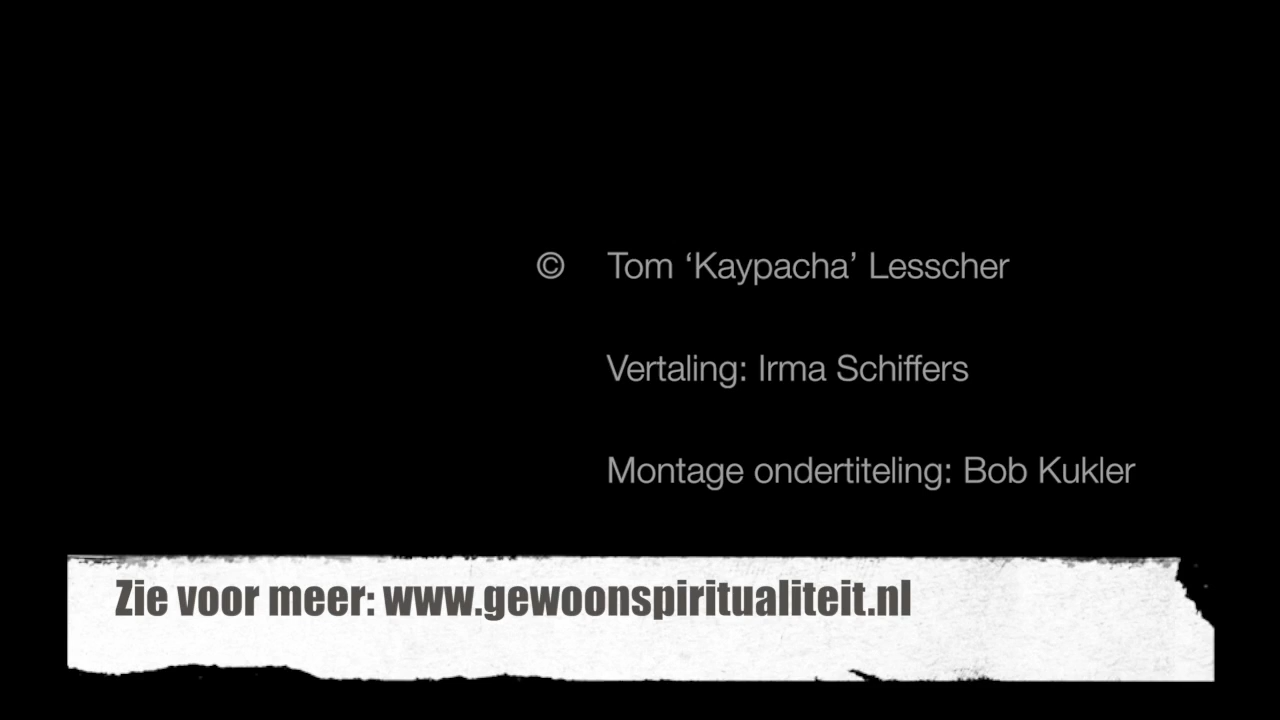 © Tom ‘Kaypacha’ Lesscher
Vertaling: Irma Schiffers
Montage ondertiteling: Bob Kukler
Zie voor meer: www.gewoonspiritualiteit.nl